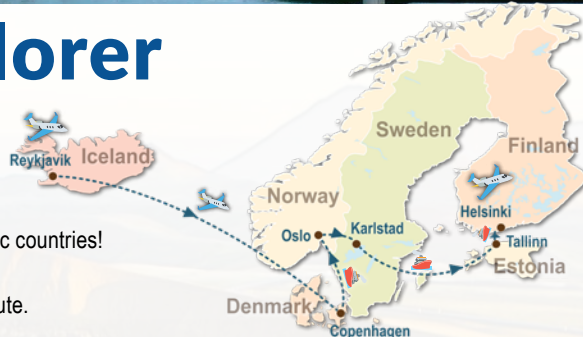 lorer
Sweden
Finland
Reykjavik
Iceland
Norway
Helsinki
Oslo
Karlstad
Tallinn
c countries!
Estonia
ute.
Denmark
Copenhagen